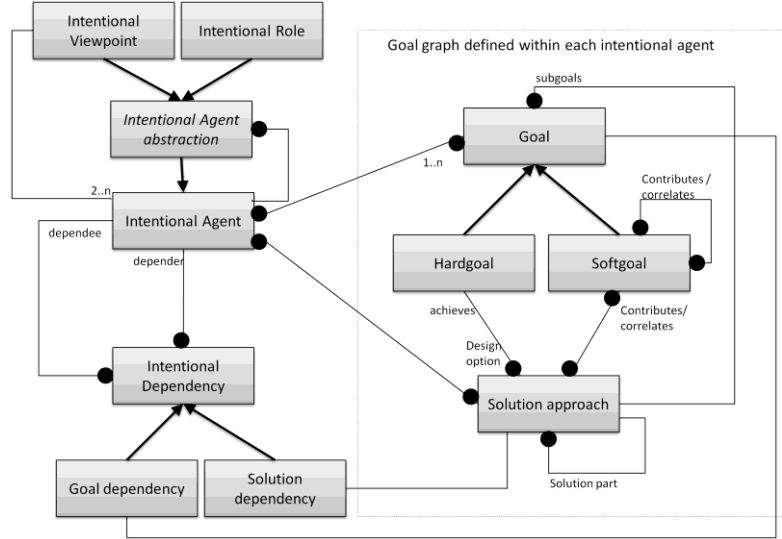 Intentional
Viewpoint
Intentional Role
Goal graph defined within each intentional agent
subgoals
Intentional Agent
abstraction
Goal
1..n
Contributes /
correlates
2..n
Intentional Agent
dependee
depender
Hardgoal
Softgoal
achieves
Contributes/
correlates
Design
option
Intentional
Dependency
Solution approach
Goal dependency
Solution
dependency
Solution part